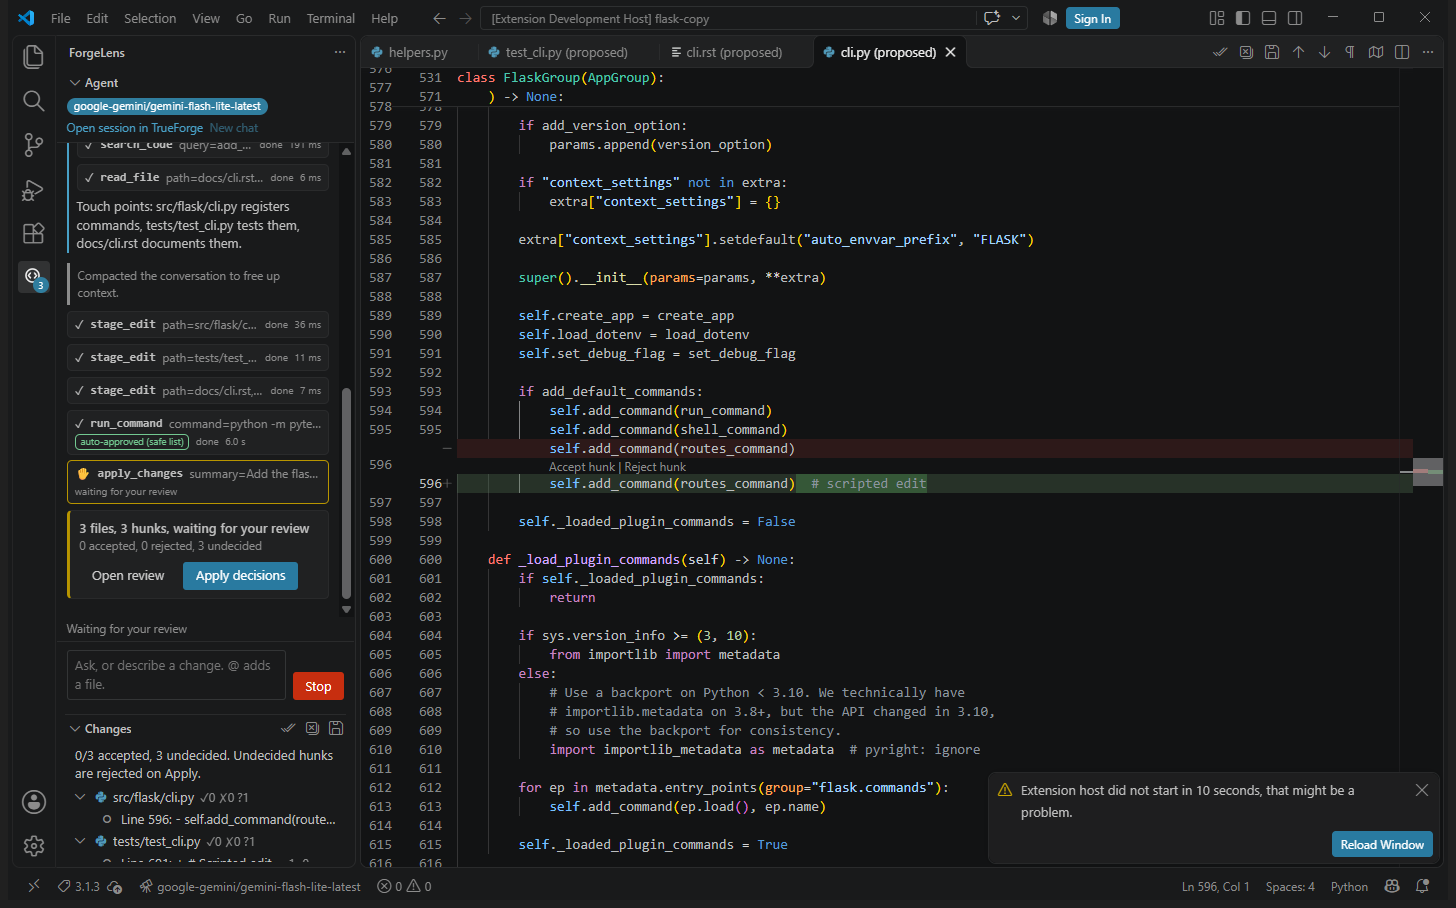 File Edit Selection View Go Run Terminal Help
[Extension Development Host] flask-copy
Sign In
ForgeLens
Agent
google-gemini/gemini-flash-lite-latest
Open session in TrueForge New chat
search_code query=add_... done 191 ms
read_file path=docs/cli.rst... done 6 ms
Touch points: src/flask/cli.py registers
commands, tests/test_cli.py tests them,
docs/cli.rst documents them.
Compacted the conversation to free up
context.
stage_edit path=src/flask/c... done 36 ms
stage_edit path=tests/test_... done 11 ms
stage_edit path=docs/cli.rst,... done 7 ms
run_command command=python -m pyte...
auto-approved (safe list) done 6.0 s
apply_changes summary=Add the flas...
waiting for your review
3 files, 3 hunks, waiting for your review
0 accepted, 0 rejected, 3 undecided
Open review Apply decisions
Waiting for your review
Ask, or describe a change. @ adds
a file.
Stop
Changes
0/3 accepted, 3 undecided. Undecided hunks
are rejected on Apply.
src/flask/cli.py ✓0 ✗0 ?1
Line 596: - self.add_command(route...
tests/test_cli.py ✓0 ✗0 ?1
helpers.py test_cli.py (proposed) cli.rst (proposed) cli.py (proposed)
576
577
531 class FlaskGroup(AppGroup):
571 ) -> None:
578 578
579 579 if add_version_option:
580 580 params.append(version_option)
581 581
582 582 if "context_settings" not in extra:
583 583 extra["context_settings"] = {}
584 584
585 585 extra["context_settings"].setdefault("auto_envvar_prefix", "FLASK")
586 586
587 587 super().__init__(params=params, **extra)
588 588
589 589 self.create_app = create_app
590 590 self.load_dotenv = load_dotenv
591 591 self.set_debug_flag = set_debug_flag
592 592
593 593 if add_default_commands:
594 594 self.add_command(run_command)
595 595 self.add_command(shell_command)
− self.add_command(routes_command)
596 Accept hunk | Reject hunk
596+ self.add_command(routes_command) # scripted edit
597 597
598 598 self._loaded_plugin_commands = False
599 599
600 600 def _load_plugin_commands(self) -> None:
601 601 if self._loaded_plugin_commands:
602 602 return
603 603
604 604 if sys.version_info >= (3, 10):
605 605 from importlib import metadata
606 606 else:
607 607 # Use a backport on Python < 3.10. We technically have
608 608 # importlib.metadata on 3.8+, but the API changed in 3.10,
609 609 # so use the backport for consistency.
610 610 import importlib_metadata as metadata # pyright: ignore
611 611
612 612 for ep in metadata.entry_points(group="flask.commands"):
613 613 self.add_command(ep.load(), ep.name)
614 614
615 615 self._loaded_plugin_commands = True
616 616
Extension host did not start in 10 seconds, that might be a
problem.
Reload Window
3
3.1.3 google-gemini/gemini-flash-lite-latest 0 0 Ln 596, Col 1 Spaces: 4 Python